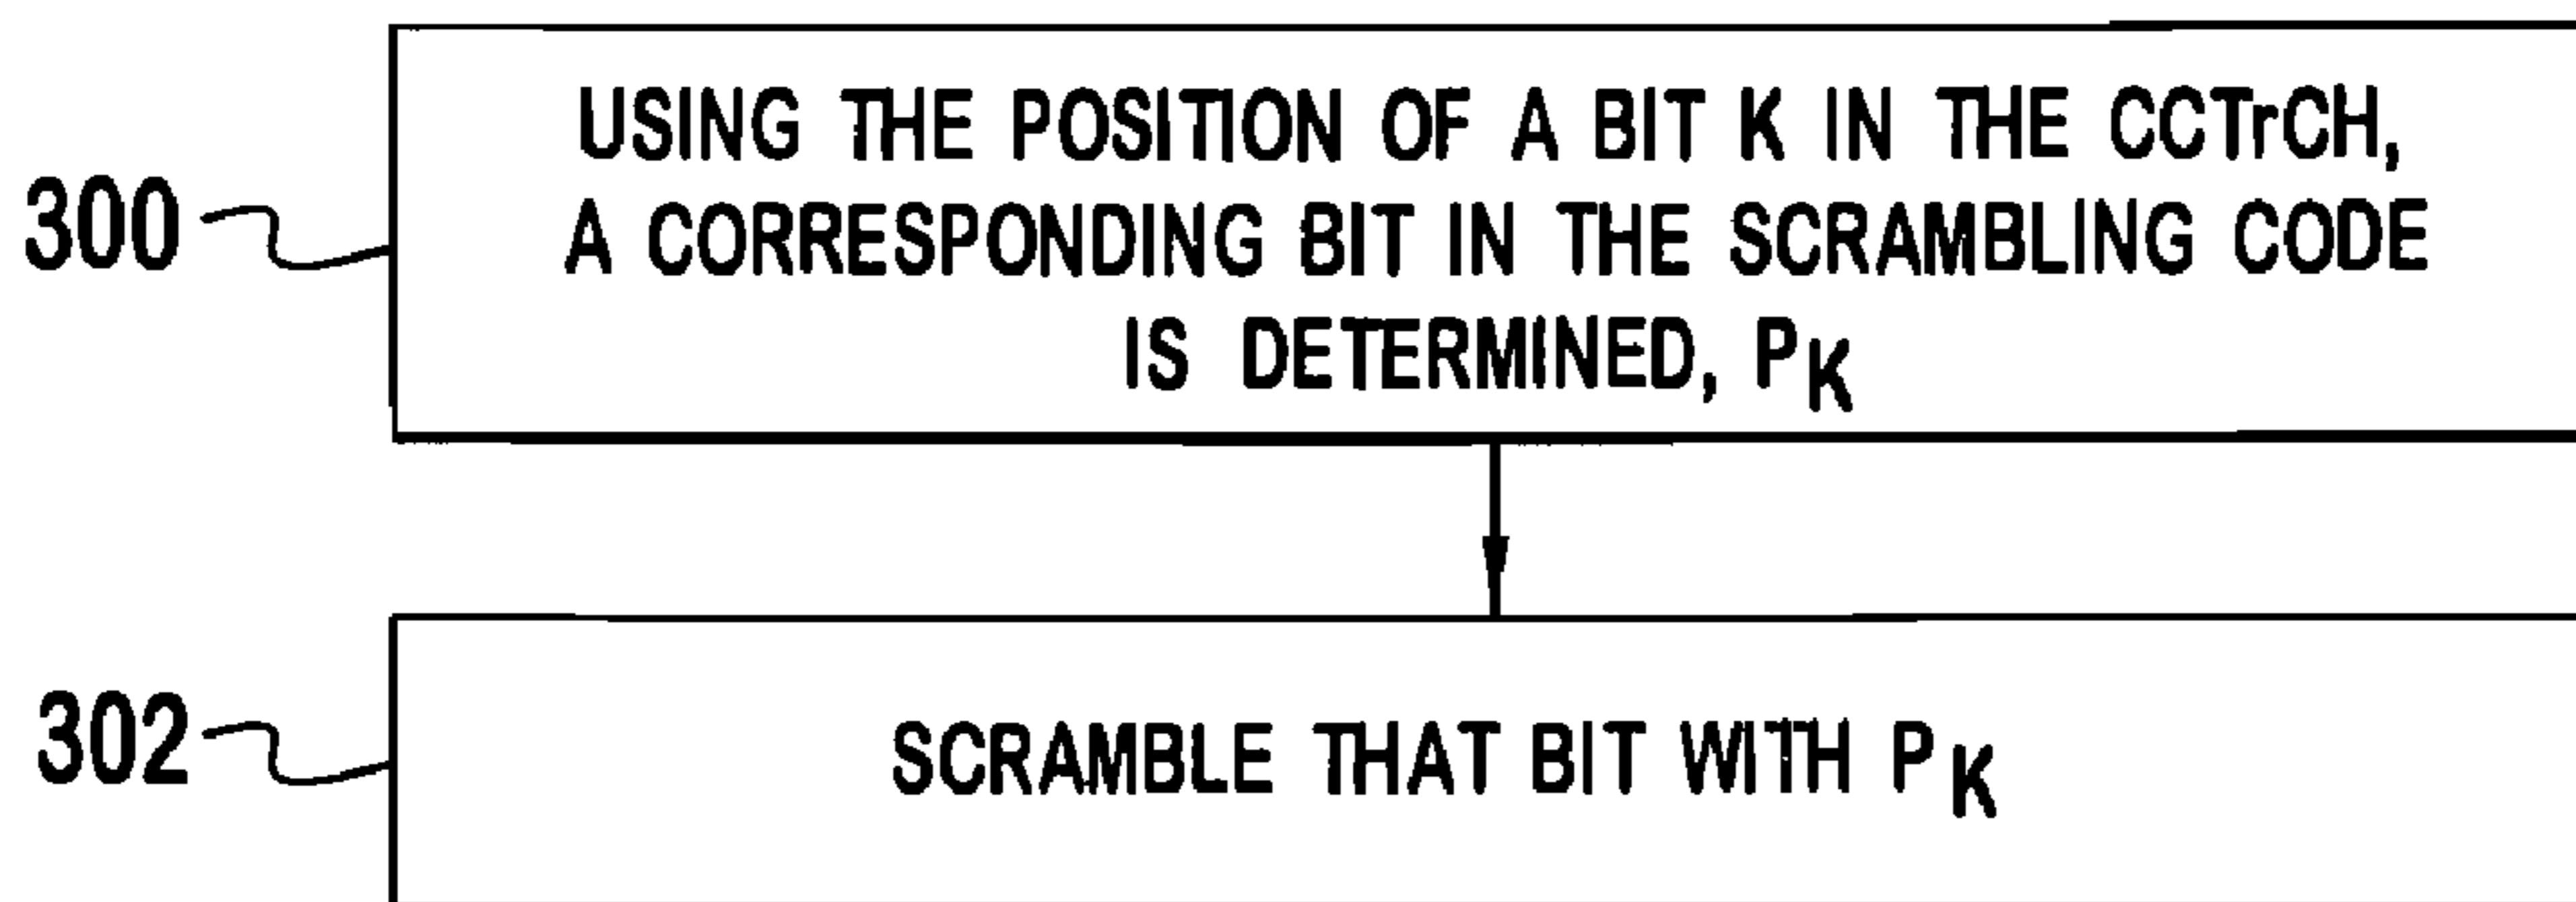 USING THE POSITION OF A BIT K IN THE CCTrCH,
300
A CORRESPONDING BIT IN THE SCRAMBLING CODE
IS DETERMINED, PK
302
SCRAMBLE THAT BIT WITH PK